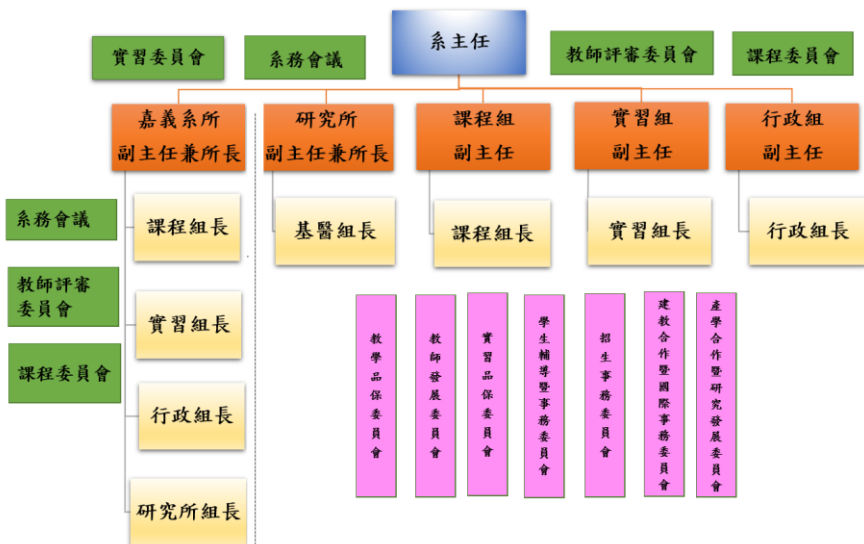 系主任
實習委員會
系務會議
教師評審委員會
課程委員會
嘉義系所
副主任兼所長
研究所
副主任兼所長
課程組
副主任
實習組
副主任
行政組
副主任
系務會議
教師評審
委員會
課程委員會
課程組長
實習組長
行政組長
研究所組長
基醫組長
課程組長
實習組長
行政組長
教學品保委員會
教師發展委員會
實習品保委員會
學生輔導暨事務委員會
招生事務委員會
建教合作暨國際事務委員會
產學合作暨研究發展委員會